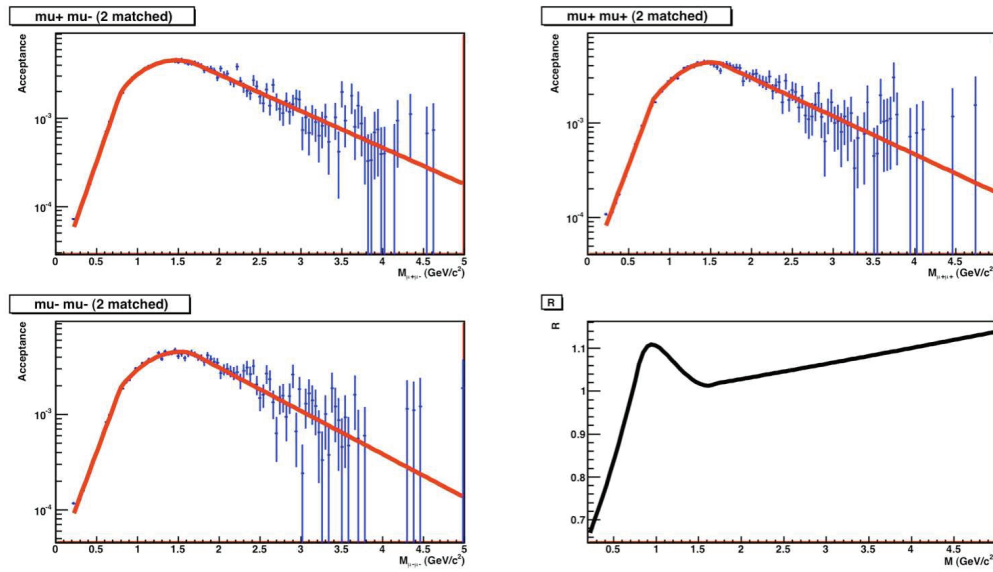 mu+ mu- (2 matched)
Acceptance
10^-3
10^-4
0 0.5 1 1.5 2 2.5 3 3.5 4 4.5 5
M_μ+μ- (GeV/c²)
mu+ mu+ (2 matched)
Acceptance
10^-3
10^-4
0 0.5 1 1.5 2 2.5 3 3.5 4 4.5
M_μ+μ+ (GeV/c²)
mu- mu- (2 matched)
Acceptance
10^-3
10^-4
0 0.5 1 1.5 2 2.5 3 3.5 4 4.5 5
M_μ-μ- (GeV/c²)
R
R
1.1
1
0.9
0.8
0.7
0.5 1 1.5 2 2.5 3 3.5 4 4.5
M (GeV/c²)